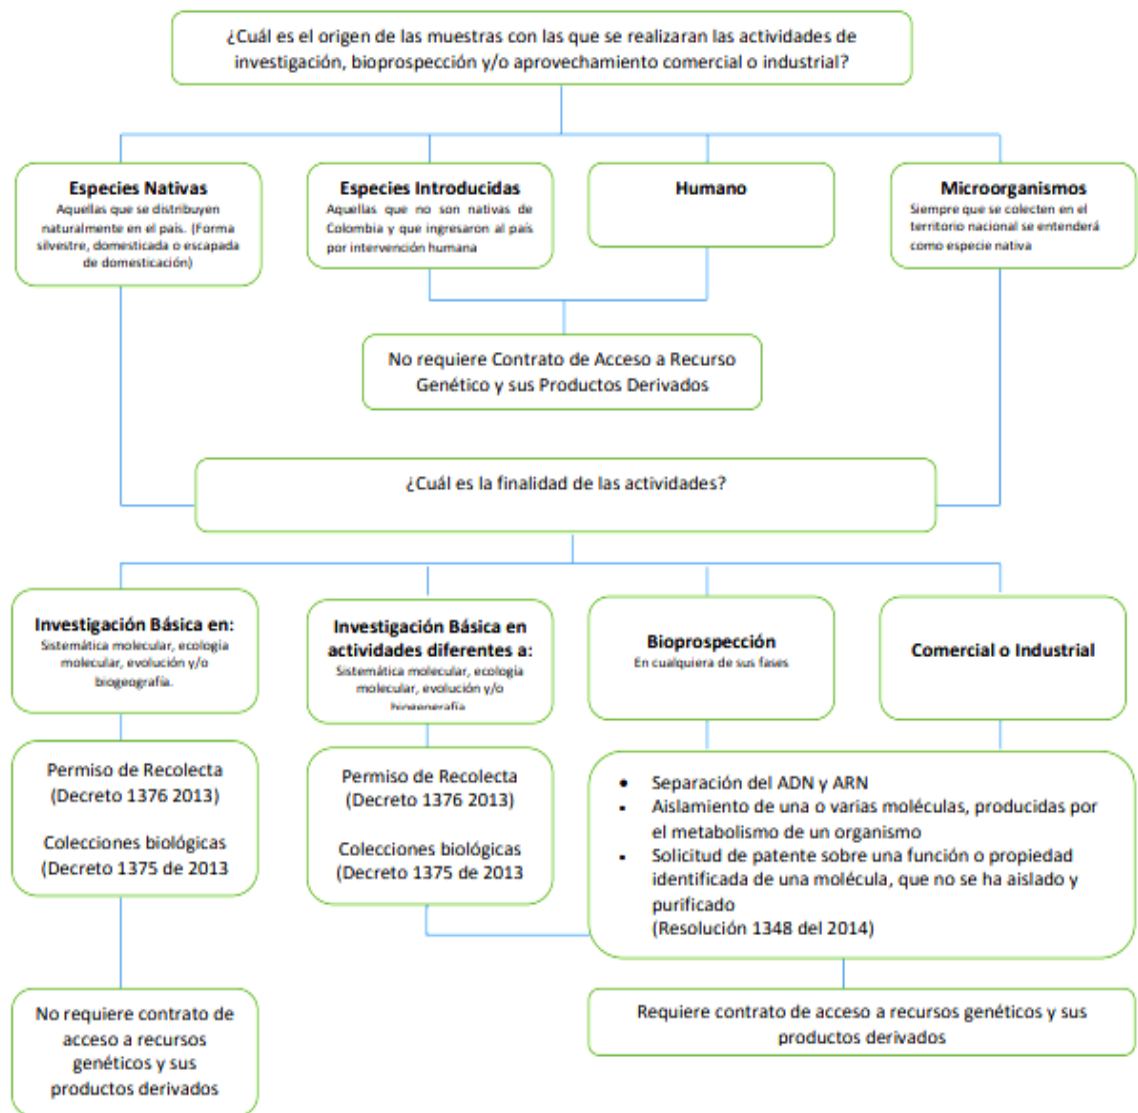 ¿Cuál es el origen de las muestras con las que se realizaran las actividades de
investigación, bioprospección y/o aprovechamiento comercial o industrial?
Especies Nativas
Aquellas que se distribuyen
naturalmente en el país. (Forma
silvestre, domesticada o escapada
de domesticación)
Especies Introducidas
Aquellas que no son nativas de
Colombia y que ingresaron al país
por intervención humana
Humano
Microorganismos
Siempre que se colecten en el
territorio nacional se entenderá
como especie nativa
No requiere Contrato de Acceso a Recurso
Genético y sus Productos Derivados
¿Cuál es la finalidad de las actividades?
Investigación Básica en:
Sistemática molecular, ecología
molecular, evolución y/o
biogeografía.
Investigación Básica en
actividades diferentes a:
Sistemática molecular, ecología
molecular, evolución y/o
Bioprospección
En cualquiera de sus fases
Comercial o Industrial
Permiso de Recolecta
(Decreto 1376 2013)
Colecciones biológicas
(Decreto 1375 de 2013
Permiso de Recolecta
(Decreto 1376 2013)
Colecciones biológicas
(Decreto 1375 de 2013
• Separación del ADN y ARN
▪ Aislamiento de una o varias moléculas, producidas por
el metabolismo de un organismo
▪ Solicitud de patente sobre una función o propiedad
identificada de una molécula, que no se ha aislado y
purificado
(Resolución 1348 del 2014)
No requiere contrato de
acceso a recursos
genéticos y sus
productos derivados
Requiere contrato de acceso a recursos genéticos y sus
productos derivados